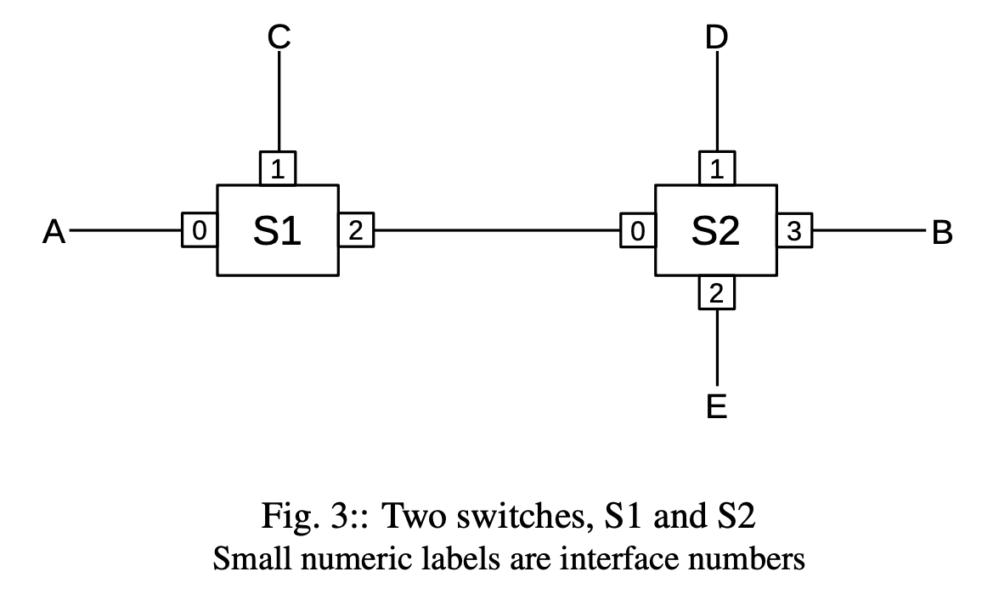 C
D
1
1
A
0
S1
2
0
S2
3
B
2
E
Fig. 3:: Two switches, S1 and S2
Small numeric labels are interface numbers